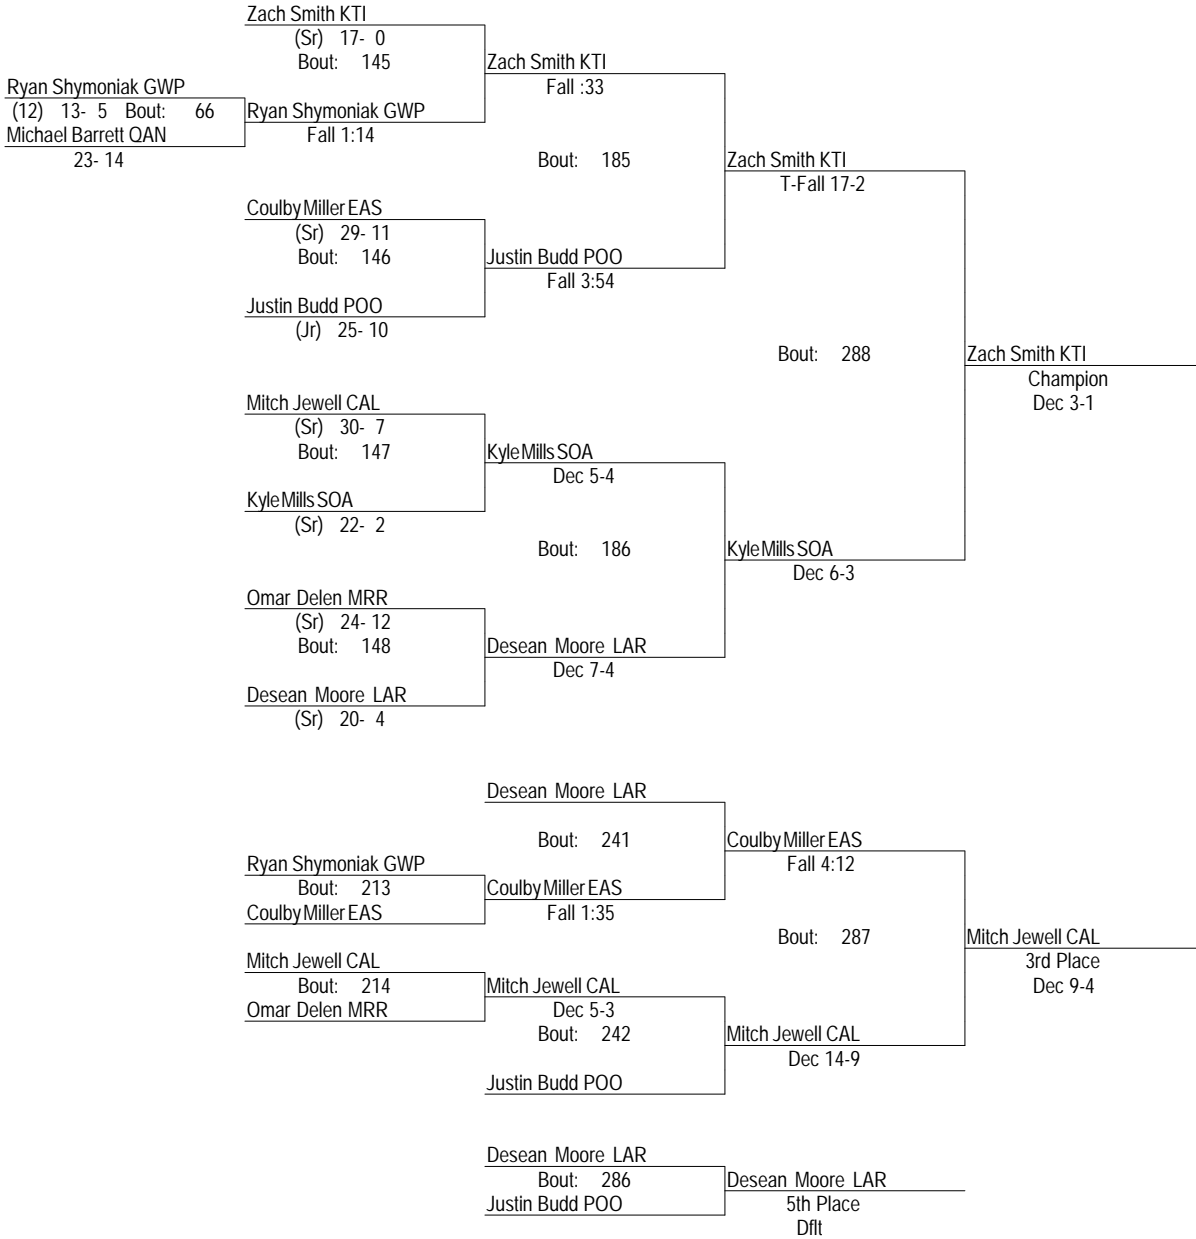 Zach Smith KTI
(Sr) 17- 0
Bout: 145
Zach Smith KTI
Fall :33
Ryan Shymoniak GWP
(12) 13- 5 Bout: 66
Ryan Shymoniak GWP
Fall 1:14
Michael Barrett QAN
23- 14
Bout: 185
Zach Smith KTI
T-Fall 17-2
Coulby Miller EAS
(Sr) 29- 11
Bout: 146
Justin Budd POO
Fall 3:54
Justin Budd POO
(Jr) 25- 10
Bout: 288
Zach Smith KTI
Champion
Dec 3-1
Mitch Jewell CAL
(Sr) 30- 7
Bout: 147
Kyle Mills SOA
Dec 5-4
Kyle Mills SOA
(Sr) 22- 2
Bout: 186
Kyle Mills SOA
Dec 6-3
Omar Delen MRR
(Sr) 24- 12
Bout: 148
Desean Moore LAR
Dec 7-4
Desean Moore LAR
(Sr) 20- 4
Desean Moore LAR
Bout: 241
Coulby Miller EAS
Fall 4:12
Ryan Shymoniak GWP
Bout: 213
Coulby Miller EAS
Fall 1:35
Coulby Miller EAS
Bout: 287
Mitch Jewell CAL
3rd Place
Dec 9-4
Mitch Jewell CAL
Bout: 214
Mitch Jewell CAL
Dec 5-3
Omar Delen MRR
Bout: 242
Mitch Jewell CAL
Dec 14-9
Justin Budd POO
Desean Moore LAR
Bout: 286
Desean Moore LAR
Justin Budd POO
5th Place
Dflt